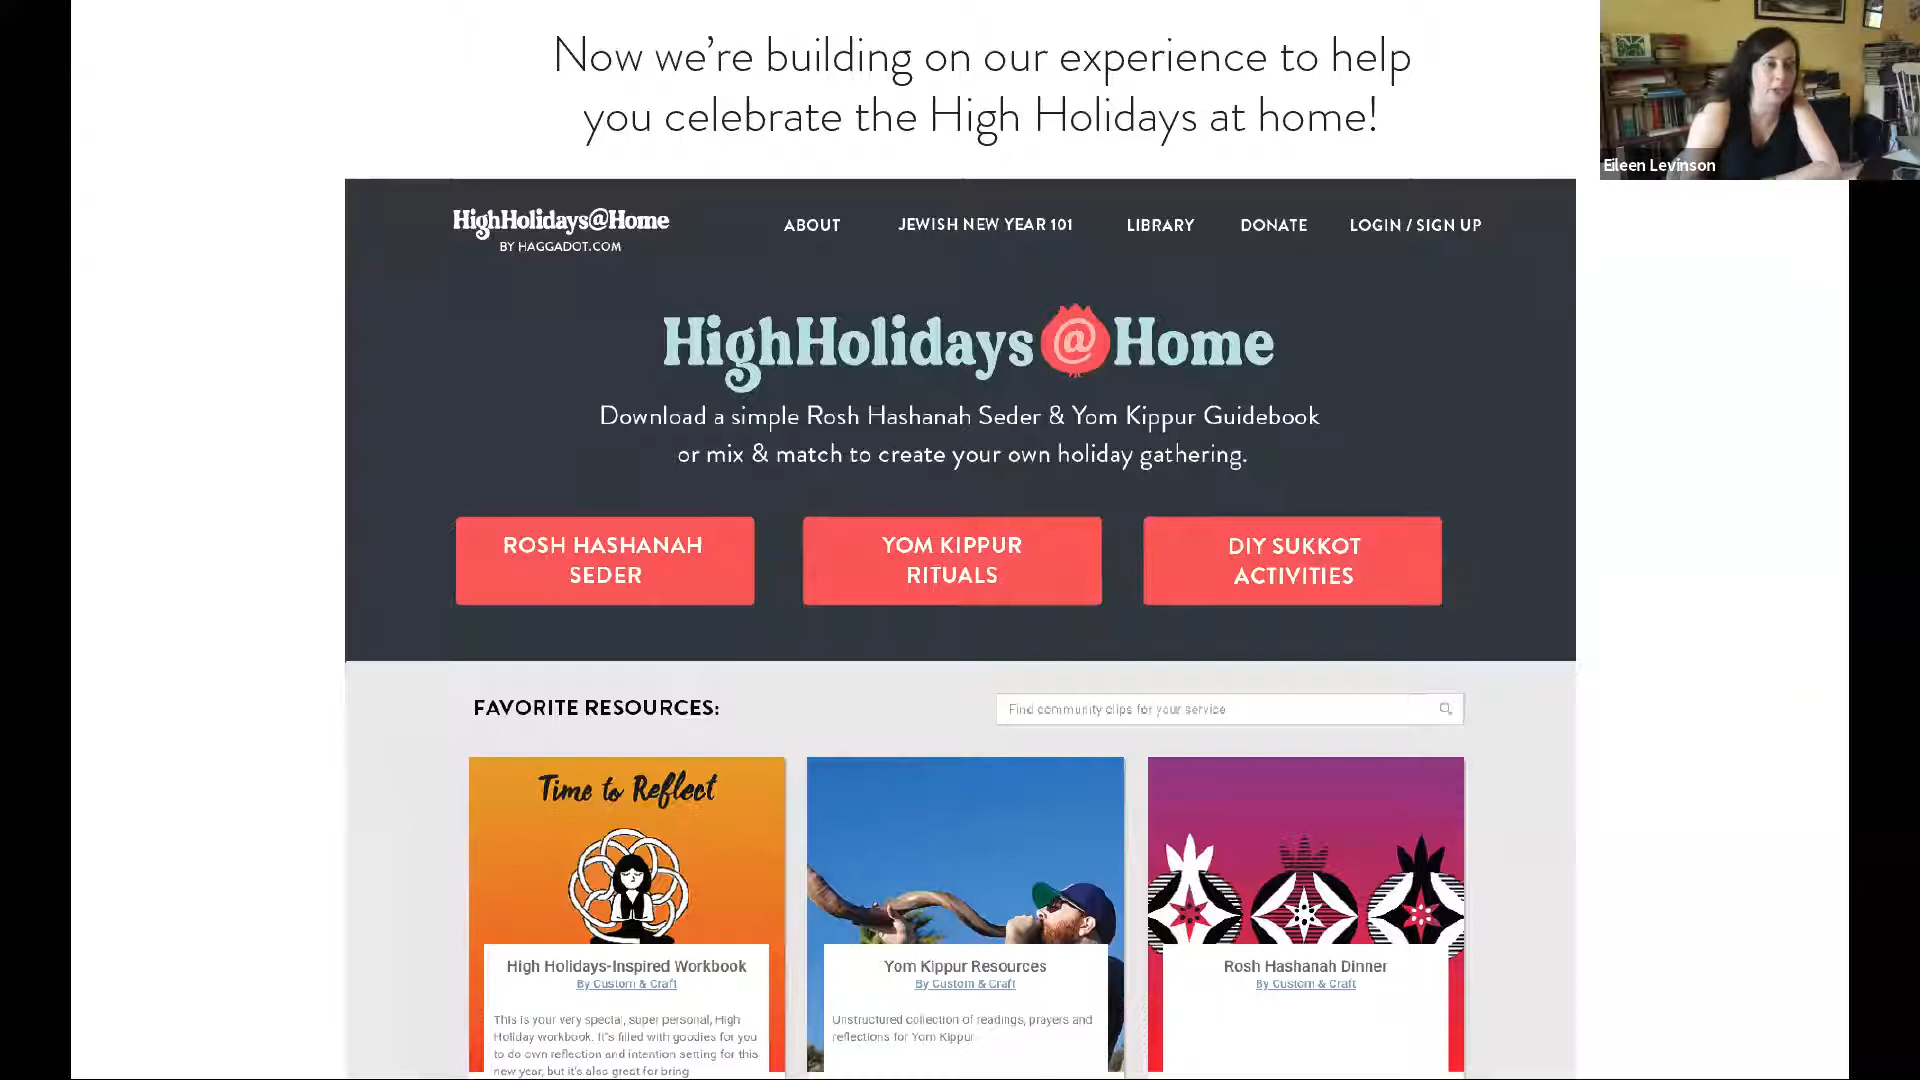 Now we're building on our experience to help
you celebrate the High Holidays at home!
Eileen Levinson
HighHolidays@Home
BY HAGGADOT.COM
ABOUT
JEWISH NEW YEAR 101
LIBRARY
DONATE
LOGIN / SIGN UP
HighHolidays@Home
Download a simple Rosh Hashanah Seder & Yom Kippur Guidebook
or mix & match to create your own holiday gathering.
ROSH HASHANAH
SEDER
YOM KIPPUR
RITUALS
DIY SUKKOT
ACTIVITIES
FAVORITE RESOURCES:
Find community clips for your service
Time to Reflect
High Holidays-Inspired Workbook
By Custom & Craft
This is your very special, super personal, High
Holiday workbook. It's filled with goodies for you
to do own reflection and intention setting for this
new year, but it's also great for bring
Yom Kippur Resources
By Custom & Craft
Unstructured collection of readings, prayers and
reflections for Yom Kippur
Rosh Hashanah Dinner
By Custom & Craft